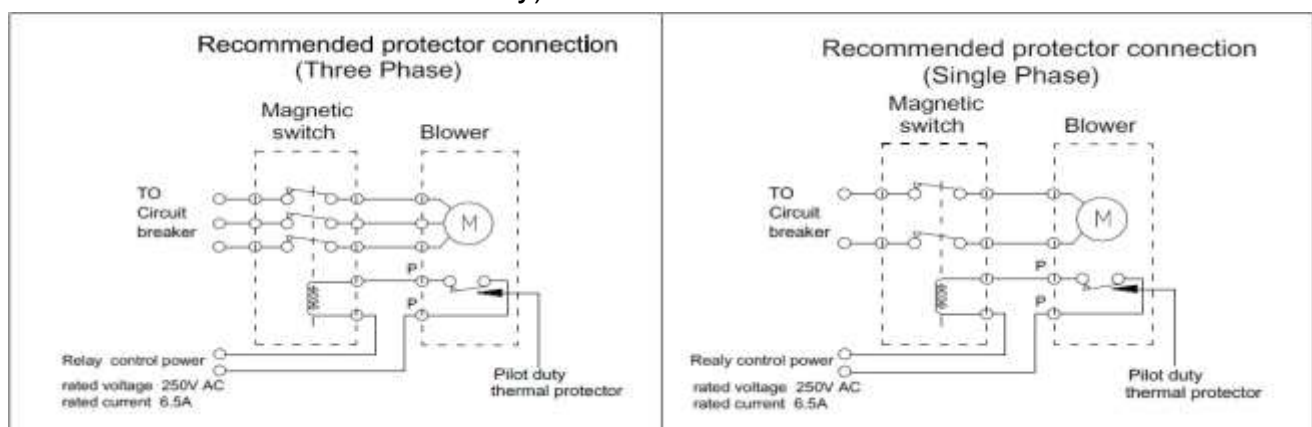 Recommended protector connection
(Three Phase)
Magnetic
switch
Blower
TO
Circuit
breaker
M
P
P
Relay control power
rated voltage 250V AC
rated current 6.5A
Pilot duty
thermal protector
Recommended protector connection
(Single Phase)
Magnetic
switch
Blower
TO
Circuit
breaker
M
P
P
Realy control power
rated voltage 250V AC
rated current 6.5A
Pilot duty
thermal protector